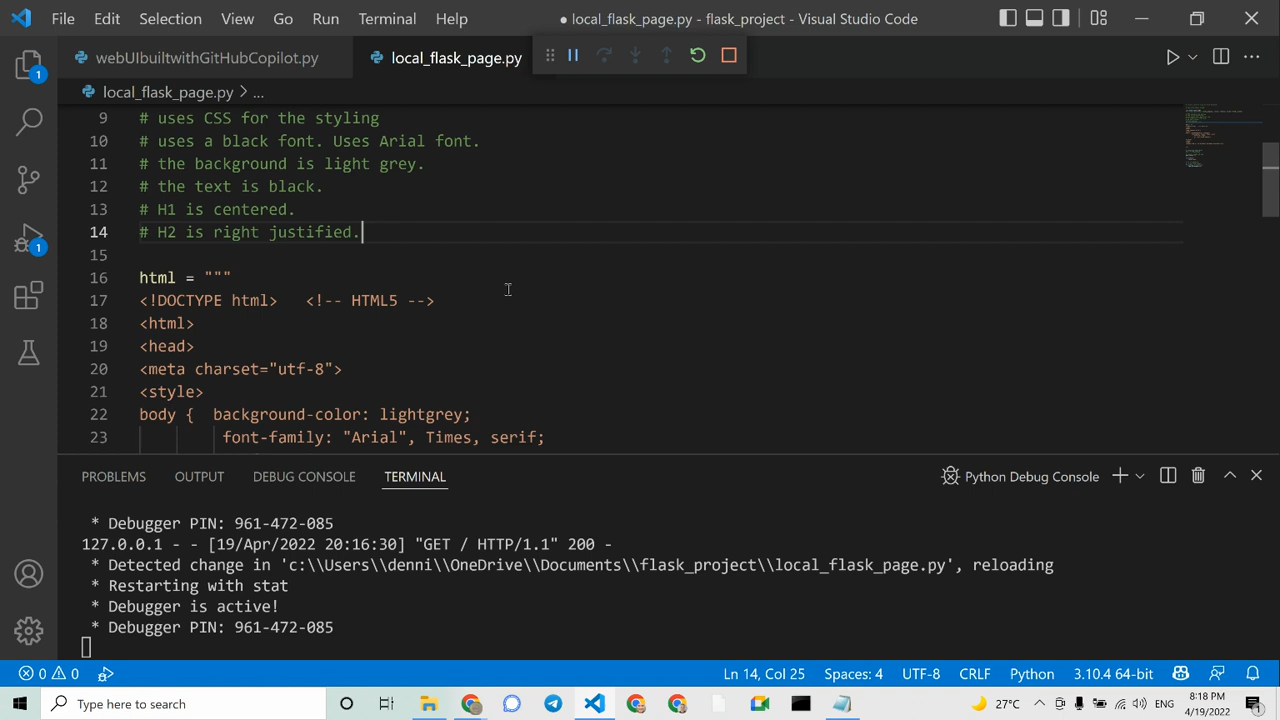 File Edit Selection View Go Run Terminal Help ● local_flask_page.py - flask_project - Visual Studio Code
webUIbuiltwithGitHubCopilot.py local_flask_page.py
local_flask_page.py > ...
9 # uses CSS for the styling
10 # uses a black font. Uses Arial font.
11 # the background is light grey.
12 # the text is black.
13 # H1 is centered.
14 # H2 is right justified.
15
16 html = """
17 <!DOCTYPE html> <!-- HTML5 -->
18 <html>
19 <head>
20 <meta charset="utf-8">
21 <style>
22 body { background-color: lightgrey;
23 font-family: "Arial", Times, serif;
PROBLEMS OUTPUT DEBUG CONSOLE TERMINAL Python Debug Console
* Debugger PIN: 961-472-085
127.0.0.1 - - [19/Apr/2022 20:16:30] "GET / HTTP/1.1" 200 -
* Detected change in 'c:\\Users\\denni\\OneDrive\\Documents\\flask_project\\local_flask_page.py', reloading
* Restarting with stat
* Debugger is active!
* Debugger PIN: 961-472-085
0 0 Ln 14, Col 25 Spaces: 4 UTF-8 CRLF Python 3.10.4 64-bit
Type here to search 27°C ENG 8:18 PM
4/19/2022
1
1
1